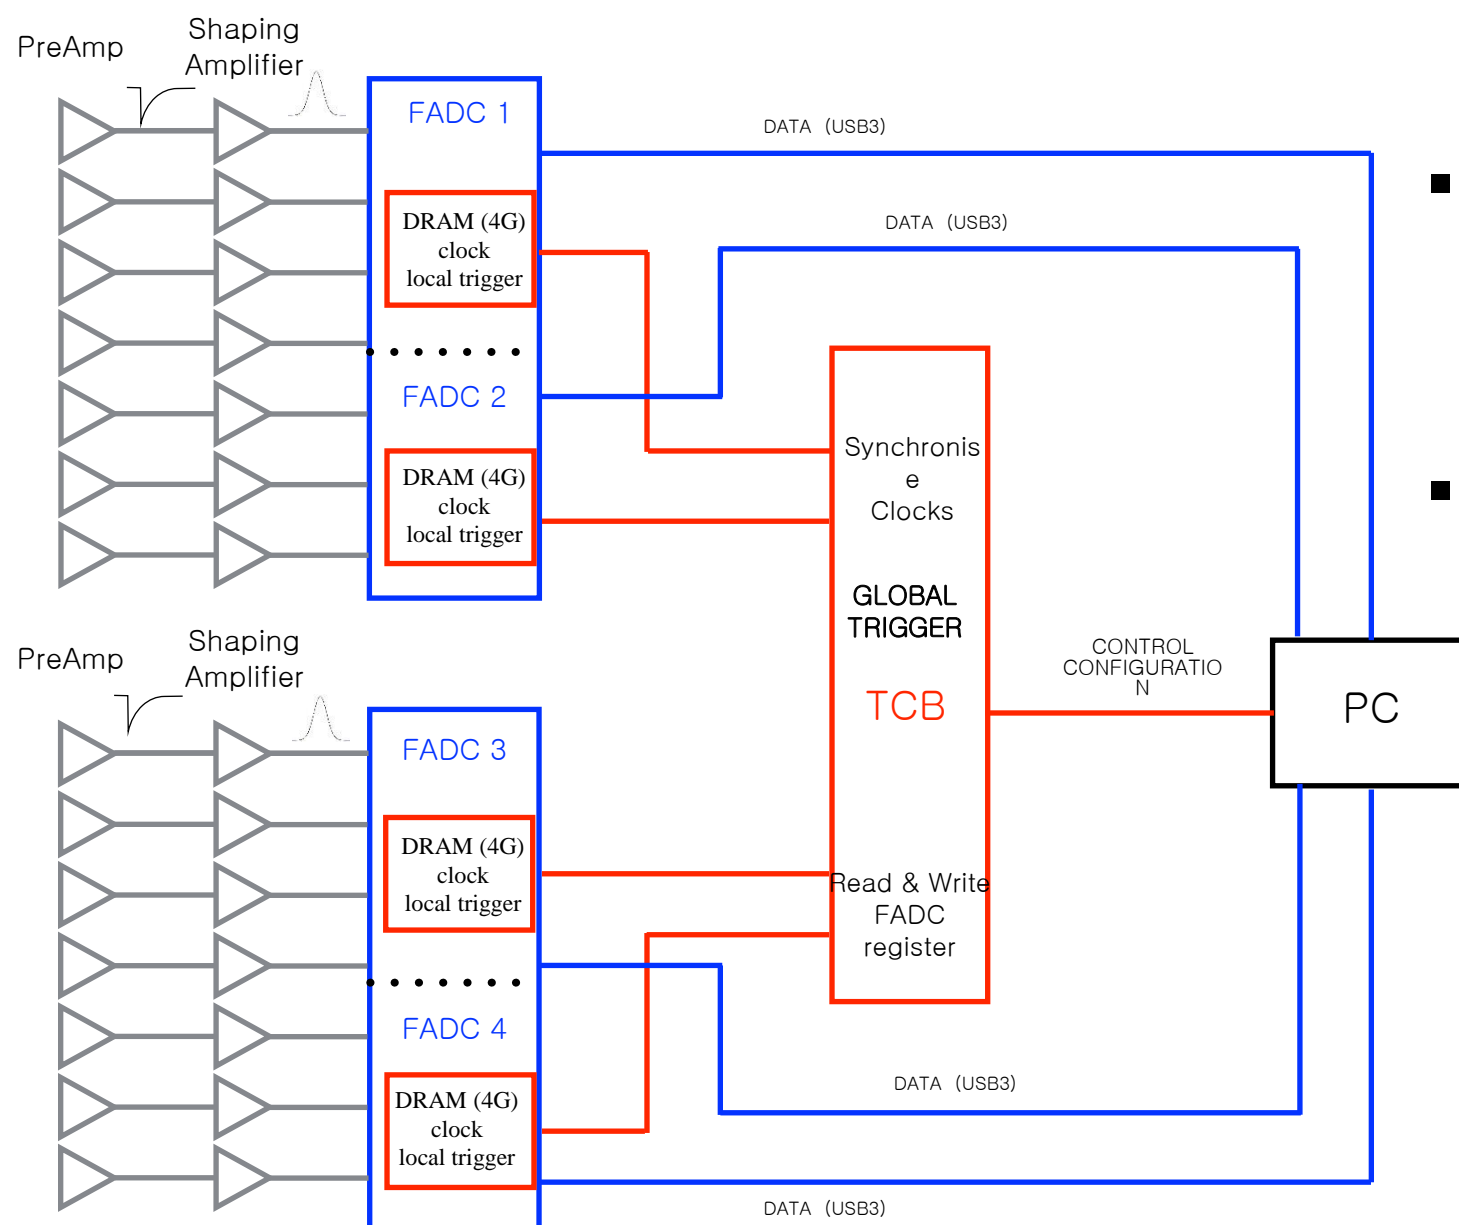 PreAmp
Shaping
Amplifier
FADC 1
DATA (USB3)
DRAM (4G)
clock
local trigger
DATA (USB3)
FADC 2
DRAM (4G)
clock
local trigger
Synchronis
e
Clocks
GLOBAL
TRIGGER
TCB
Read & Write
FADC
register
CONTROL
CONFIGURATIO
N
PC
PreAmp
Shaping
Amplifier
FADC 3
DRAM (4G)
clock
local trigger
FADC 4
DRAM (4G)
clock
local trigger
DATA (USB3)
DATA (USB3)